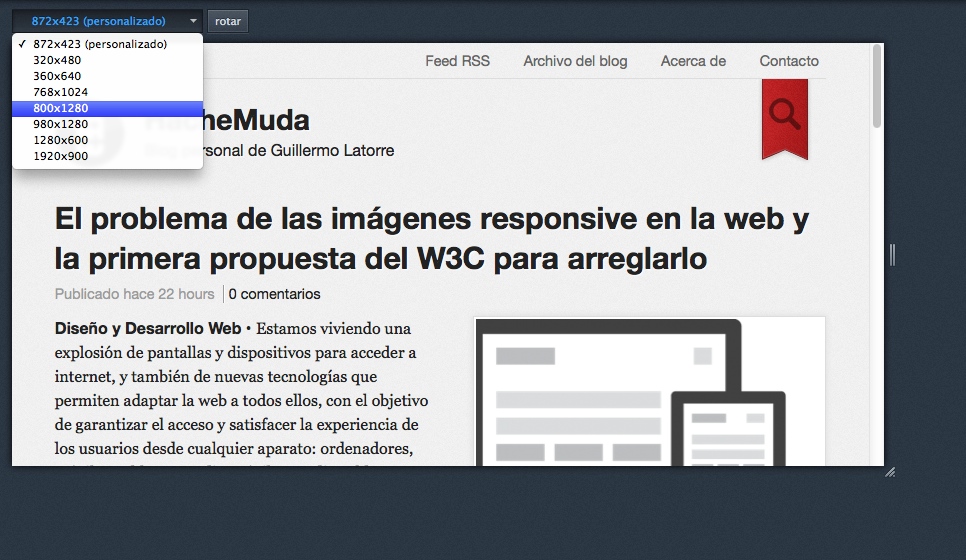 872x423 (personalizado)
rotar
✓ 872x423 (personalizado)
320x480
360x640
768x1024
800x1280
980x1280
1280x600
1920x900
Feed RSS
Archivo del blog
Acerca de
Contacto
HacheMuda
Blog personal de Guillermo Latorre
El problema de las imágenes responsive en la web y
la primera propuesta del W3C para arreglarlo
Publicado hace 22 hours
0 comentarios
Diseño y Desarrollo Web • Estamos viviendo una
explosión de pantallas y dispositivos para acceder a
internet, y también de nuevas tecnologías que
permiten adaptar la web a todos ellos, con el objetivo
de garantizar el acceso y satisfacer la experiencia de
los usuarios desde cualquier aparato: ordenadores,